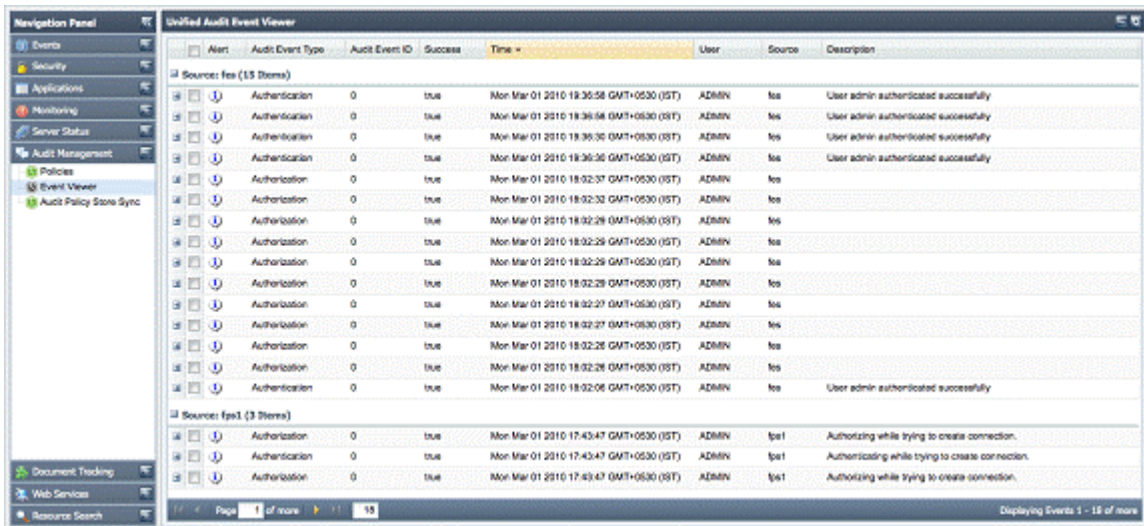 Navigation Panel
Events
Security
Applications
Monitoring
Server Status
Audit Management
Policies
Event Viewer
Audit Policy Store Sync
Document Tracking
Web Services
Resource Search
Unified Audit Event Viewer
Alert Audit Event Type Audit Event ID Success Time User Source Description
Source: fes (15 Items)
Authentication 0 true Mon Mar 01 2010 19:36:58 GMT+0530 (IST) ADMIN fes User admin authenticated successfully
Authentication 0 true Mon Mar 01 2010 19:36:58 GMT+0530 (IST) ADMIN fes User admin authenticated successfully
Authentication 0 true Mon Mar 01 2010 19:36:30 GMT+0530 (IST) ADMIN fes User admin authenticated successfully
Authentication 0 true Mon Mar 01 2010 19:36:30 GMT+0530 (IST) ADMIN fes User admin authenticated successfully
Authorization 0 true Mon Mar 01 2010 18:02:37 GMT+0530 (IST) ADMIN fes
Authorization 0 true Mon Mar 01 2010 18:02:32 GMT+0530 (IST) ADMIN fes
Authorization 0 true Mon Mar 01 2010 18:02:29 GMT+0530 (IST) ADMIN fes
Authorization 0 true Mon Mar 01 2010 18:02:29 GMT+0530 (IST) ADMIN fes
Authorization 0 true Mon Mar 01 2010 18:02:29 GMT+0530 (IST) ADMIN fes
Authorization 0 true Mon Mar 01 2010 18:02:29 GMT+0530 (IST) ADMIN fes
Authorization 0 true Mon Mar 01 2010 18:02:27 GMT+0530 (IST) ADMIN fes
Authorization 0 true Mon Mar 01 2010 18:02:27 GMT+0530 (IST) ADMIN fes
Authorization 0 true Mon Mar 01 2010 18:02:26 GMT+0530 (IST) ADMIN fes
Authorization 0 true Mon Mar 01 2010 18:02:26 GMT+0530 (IST) ADMIN fes
Authentication 0 true Mon Mar 01 2010 18:02:06 GMT+0530 (IST) ADMIN fes User admin authenticated successfully
Source: fps1 (3 Items)
Authorization 0 true Mon Mar 01 2010 17:43:47 GMT+0530 (IST) ADMIN fps1 Authorizing while trying to create connection.
Authentication 0 true Mon Mar 01 2010 17:43:47 GMT+0530 (IST) ADMIN fps1 Authenticating while trying to create connection.
Authorization 0 true Mon Mar 01 2010 17:43:47 GMT+0530 (IST) ADMIN fps1 Authorizing while trying to create connection.
Page 1 of more 18 Displaying Events 1 - 18 of more